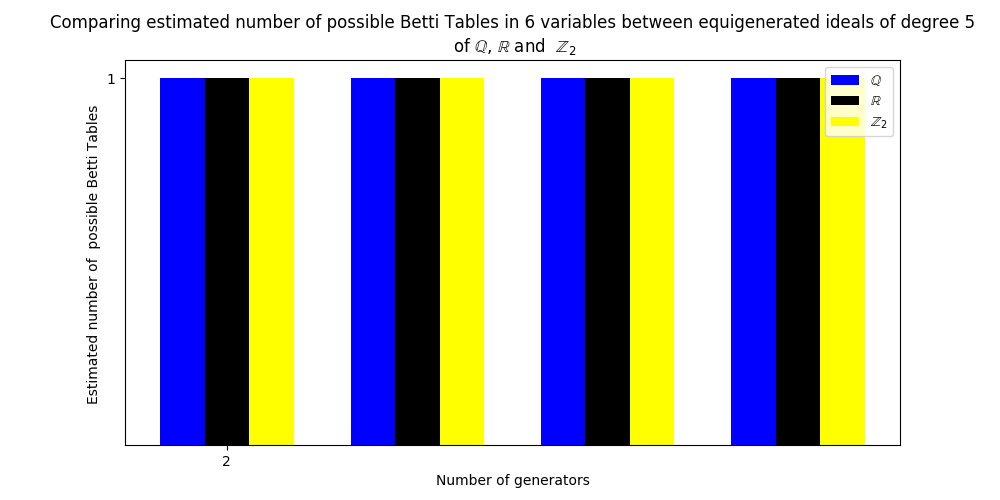 Comparing estimated number of possible Betti Tables in 6 variables between equigenerated ideals of degree 5
of ℚ, ℝ and ℤ₂
ℚ
ℝ
ℤ₂
1
Estimated number of possible Betti Tables
2
Number of generators